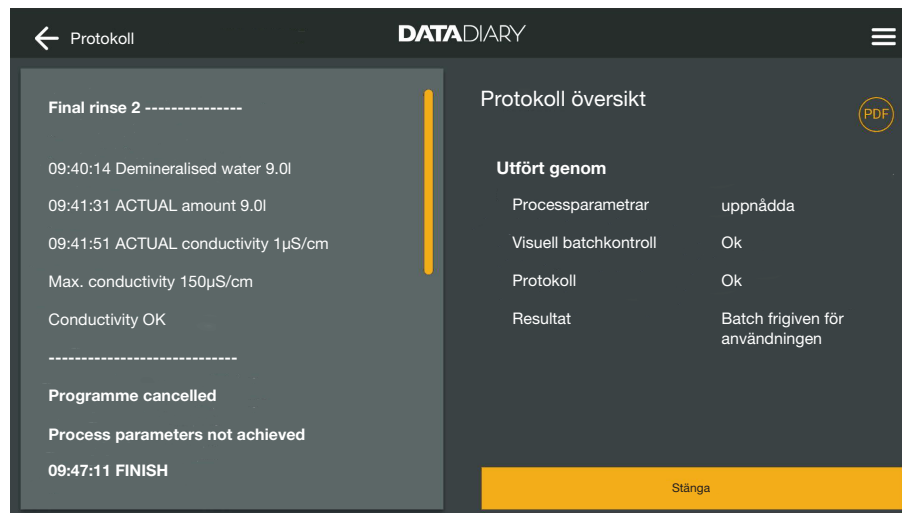 Protokoll
DATADIARY
Final rinse 2 ---------------
09:40:14 Demineralised water 9.0l
09:41:31 ACTUAL amount 9.0l
09:41:51 ACTUAL conductivity 1µS/cm
Max. conductivity 150µS/cm
Conductivity OK
-----------------------------
Programme cancelled
Process parameters not achieved
09:47:11 FINISH
Protokoll översikt
PDF
Utfört genom
Processparametrar uppnådda
Visuell batchkontroll Ok
Protokoll Ok
Resultat Batch frigiven för
användningen
Stänga